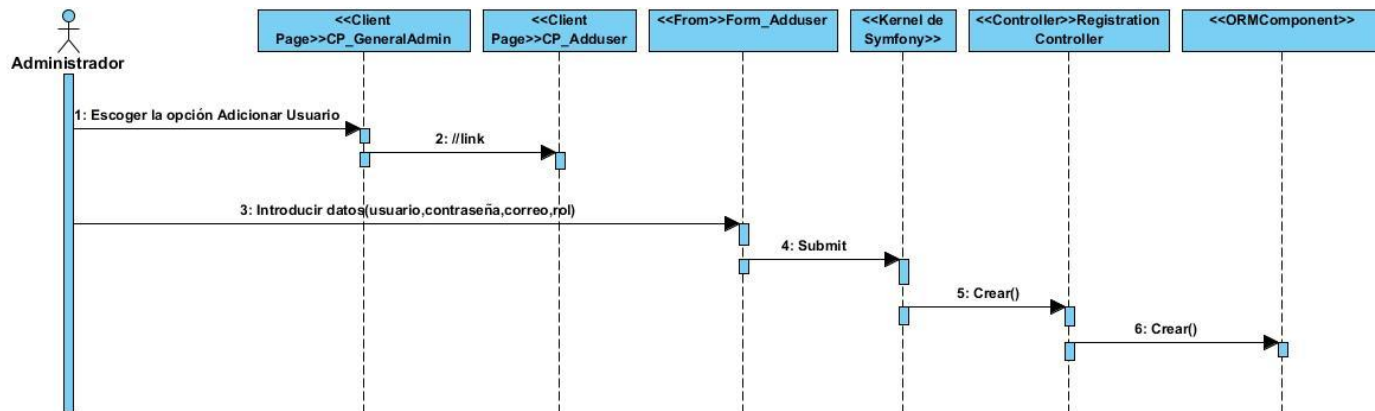 <<Client
Page>>CP_GeneralAdmin
<<Client
Page>>CP_Adduser
<<From>>Form_Adduser
<<Kernel de
Symfony>>
<<Controller>>Registration
Controller
<<ORMComponent>>
Administrador
1: Escoger la opción Adicionar Usuario
2: //link
3: Introducir datos(usuario,contraseña,correo,rol)
4: Submit
5: Crear()
6: Crear()